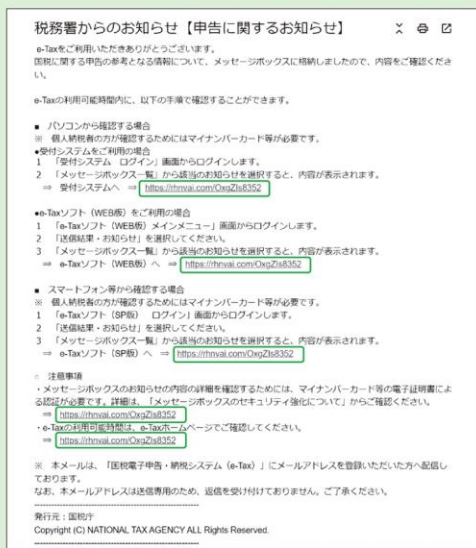 税務署からのお知らせ【申告に関するお知らせ】
e-Taxをご利用いただきありがとうございます。
国税に関する申告の参考となる情報について、メッセージボックスに格納しましたので、内容をご確認くださ
い。
e-Taxの利用可能時間内に、以下の手順で確認することができます。
■ パソコンから確認する場合
※ 個人納税者の方が確認するためにはマイナンバーカード等が必要です。
●受付システムをご利用の場合
1 「受付システム ログイン」画面からログインします。
2 「メッセージボックス一覧」から該当のお知らせを選択すると、内容が表示されます。
⇒ 受付システムへ ⇒ https://rhnvai.com/OxgZIs8352
●e-Taxソフト（WEB版）をご利用の場合
1 「e-Taxソフト（WEB版）メインメニュー」画面からログインします。
2 「送信結果・お知らせ」を選択してください。
3 「メッセージボックス一覧」から該当のお知らせを選択すると、内容が表示されます。
⇒ e-Taxソフト（WEB版）へ ⇒ https://rhnvai.com/OxgZIs8352
■ スマートフォン等から確認する場合
※ 個人納税者の方が確認するためにはマイナンバーカード等が必要です。
1 「e-Taxソフト（SP版） ログイン」画面からログインします。
2 「送信結果・お知らせ」を選択してください。
3 「メッセージボックス一覧」から該当のお知らせを選択すると、内容が表示されます。
⇒ e-Taxソフト（SP版）へ ⇒ https://rhnvai.com/OxgZIs8352
○ 注意事項
・メッセージボックスのお知らせの内容の詳細を確認するためには、マイナンバーカード等の電子証明書によ
る認証が必要です。詳細は、「メッセージボックスのセキュリティ強化について」からご確認ください。
⇒ https://rhnvai.com/OxgZIs8352
・e-Taxの利用可能時間は、e-Taxホームページでご確認してください。
⇒ https://rhnvai.com/OxgZIs8352
※ 本メールは、「国税電子申告・納税システム（e-Tax）」にメールアドレスを登録いただいた方へ配信し
ております。
なお、本メールアドレスは送信専用のため、返信を受け付けておりません。ご了承ください。
--------------------------------------------
発行元：国税庁
Copyright (C) NATIONAL TAX AGENCY ALL Rights Reserved.
--------------------------------------------